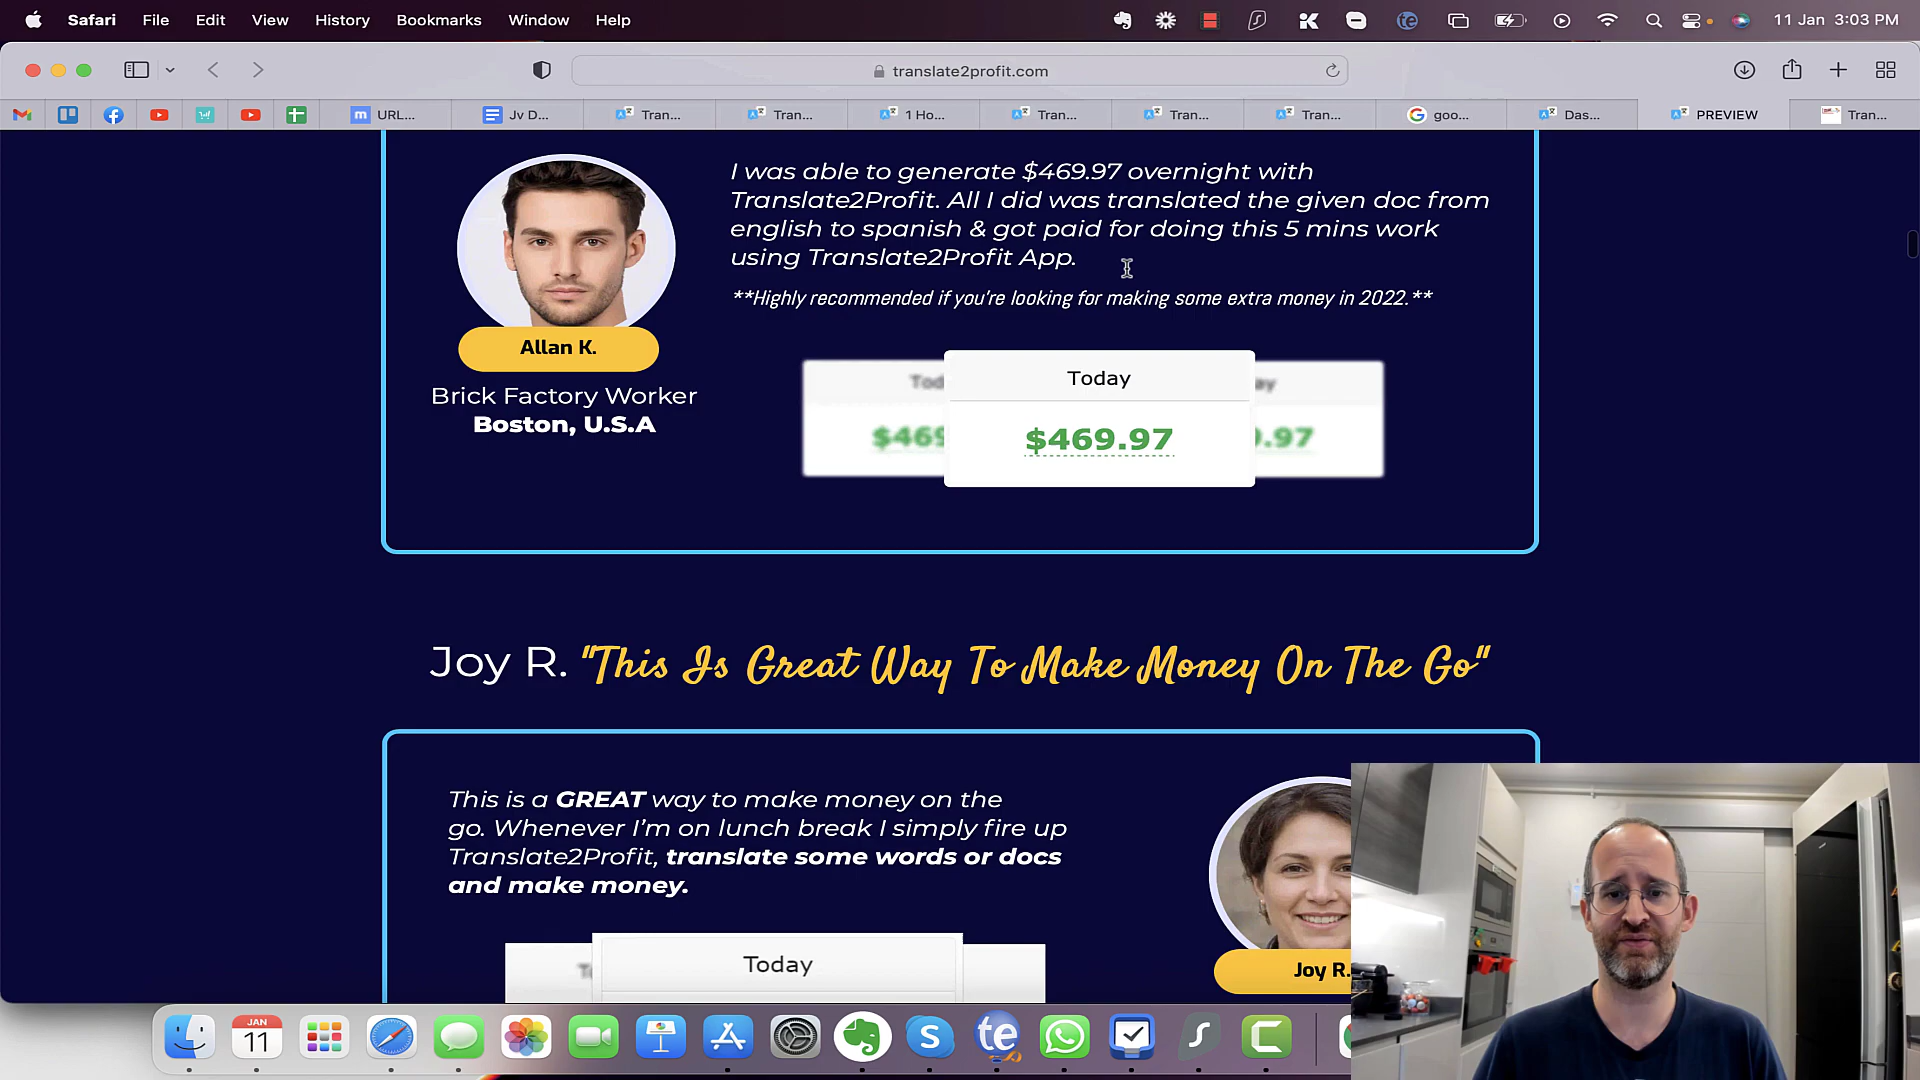 Safari File Edit View History Bookmarks Window Help
11 Jan 3:03 PM
translate2profit.com
URL...
Jv D...
Tran...
Tran...
1 Ho...
Tran...
Tran...
Tran...
goo...
Das...
PREVIEW
Tran...
I was able to generate $469.97 overnight with
Translate2Profit. All I did was translated the given doc from
english to spanish & got paid for doing this 5 mins work
using Translate2Profit App.
**Highly recommended if you're looking for making some extra money in 2022.**
Allan K.
Brick Factory Worker
Boston, U.S.A
Today
$469.97
Joy R. "This Is Great Way To Make Money On The Go"
This is a GREAT way to make money on the
go. Whenever I'm on lunch break I simply fire up
Translate2Profit, translate some words or docs
and make money.
Today
Joy R.
JAN
11
te